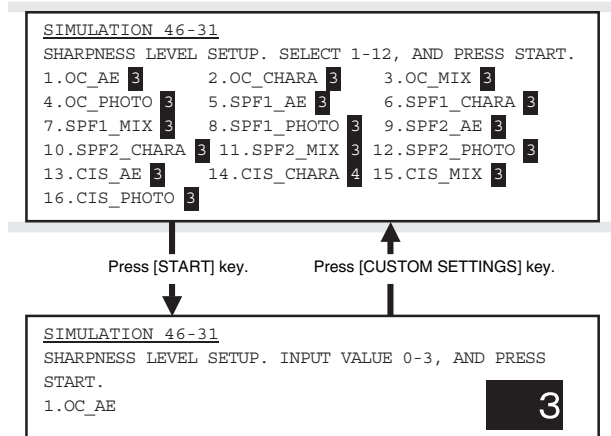 SIMULATION 46-31
SHARPNESS LEVEL SETUP. SELECT 1-12, AND PRESS START.
1.OC_AE 3 2.OC_CHARA 3 3.OC_MIX 3
4.OC_PHOTO 3 5.SPF1_AE 3 6.SPF1_CHARA 3
7.SPF1_MIX 3 8.SPF1_PHOTO 3 9.SPF2_AE 3
10.SPF2_CHARA 3 11.SPF2_MIX 3 12.SPF2_PHOTO 3
13.CIS_AE 3 14.CIS_CHARA 4 15.CIS_MIX 3
16.CIS_PHOTO 3
Press [START] key. Press [CUSTOM SETTINGS] key.
SIMULATION 46-31
SHARPNESS LEVEL SETUP. INPUT VALUE 0-3, AND PRESS
START.
1.OC_AE 3